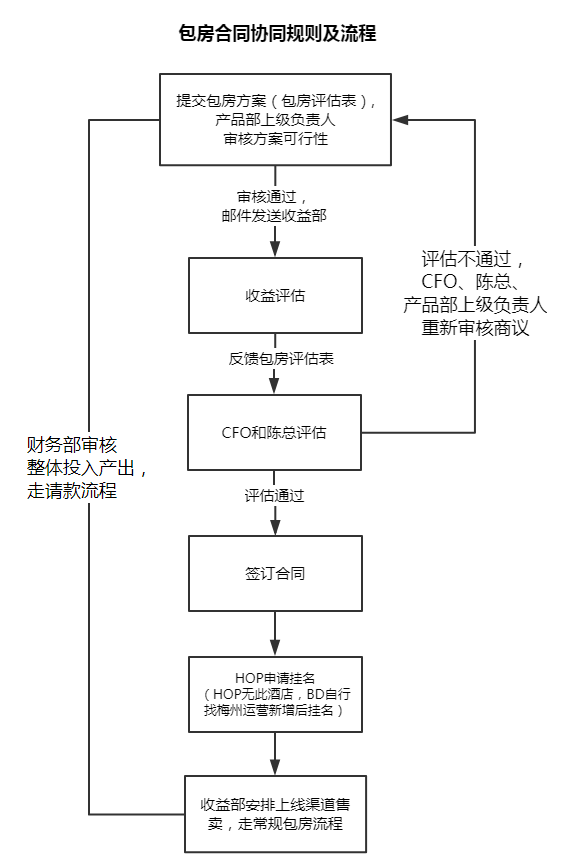 包房合同协同规则及流程
提交包房方案（包房评估表），
产品部上级负责人
审核方案可行性
审核通过，
邮件发送收益部
收益评估
反馈包房评估表
CFO和陈总评估
评估不通过，
CFO、陈总、
产品部上级负责人
重新审核商议
评估通过
签订合同
HOP申请挂名
（HOP无此酒店，BD自行
找梅州运营新增后挂名）
收益部安排上线渠道售
卖，走常规包房流程
财务部审核
整体投入产出，
走请款流程